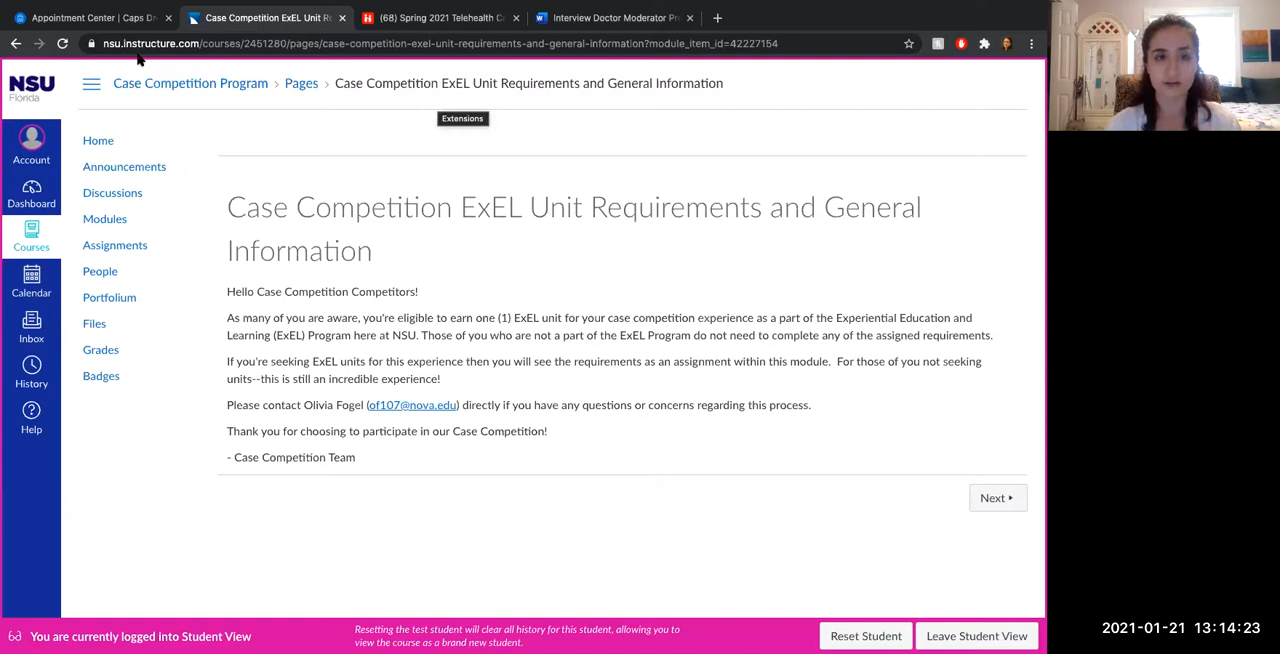 Appointment Center | Caps Dr
Case Competition ExEL Unit Re
(68) Spring 2021 Telehealth Ca
Interview Doctor Moderator Pr
nsu.instructure.com/courses/2451280/pages/case-competition-exel-unit-requirements-and-general-information?module_item_id=42227154
NSU
Florida
Case Competition Program > Pages > Case Competition ExEL Unit Requirements and General Information
Extensions
Account
Dashboard
Courses
Calendar
Inbox
History
Help
Home
Announcements
Discussions
Modules
Assignments
People
Portfolium
Files
Grades
Badges
Case Competition ExEL Unit Requirements and General
Information
Hello Case Competition Competitors!
As many of you are aware, you're eligible to earn one (1) ExEL unit for your case competition experience as a part of the Experiential Education and
Learning (ExEL) Program here at NSU. Those of you who are not a part of the ExEL Program do not need to complete any of the assigned requirements.
If you're seeking ExEL units for this experience then you will see the requirements as an assignment within this module. For those of you not seeking
units--this is still an incredible experience!
Please contact Olivia Fogel (of107@nova.edu) directly if you have any questions or concerns regarding this process.
Thank you for choosing to participate in our Case Competition!
- Case Competition Team
Next
You are currently logged into Student View
Resetting the test student will clear all history for this student, allowing you to
view the course as a brand new student.
Reset Student
Leave Student View
2021-01-21 13:14:23